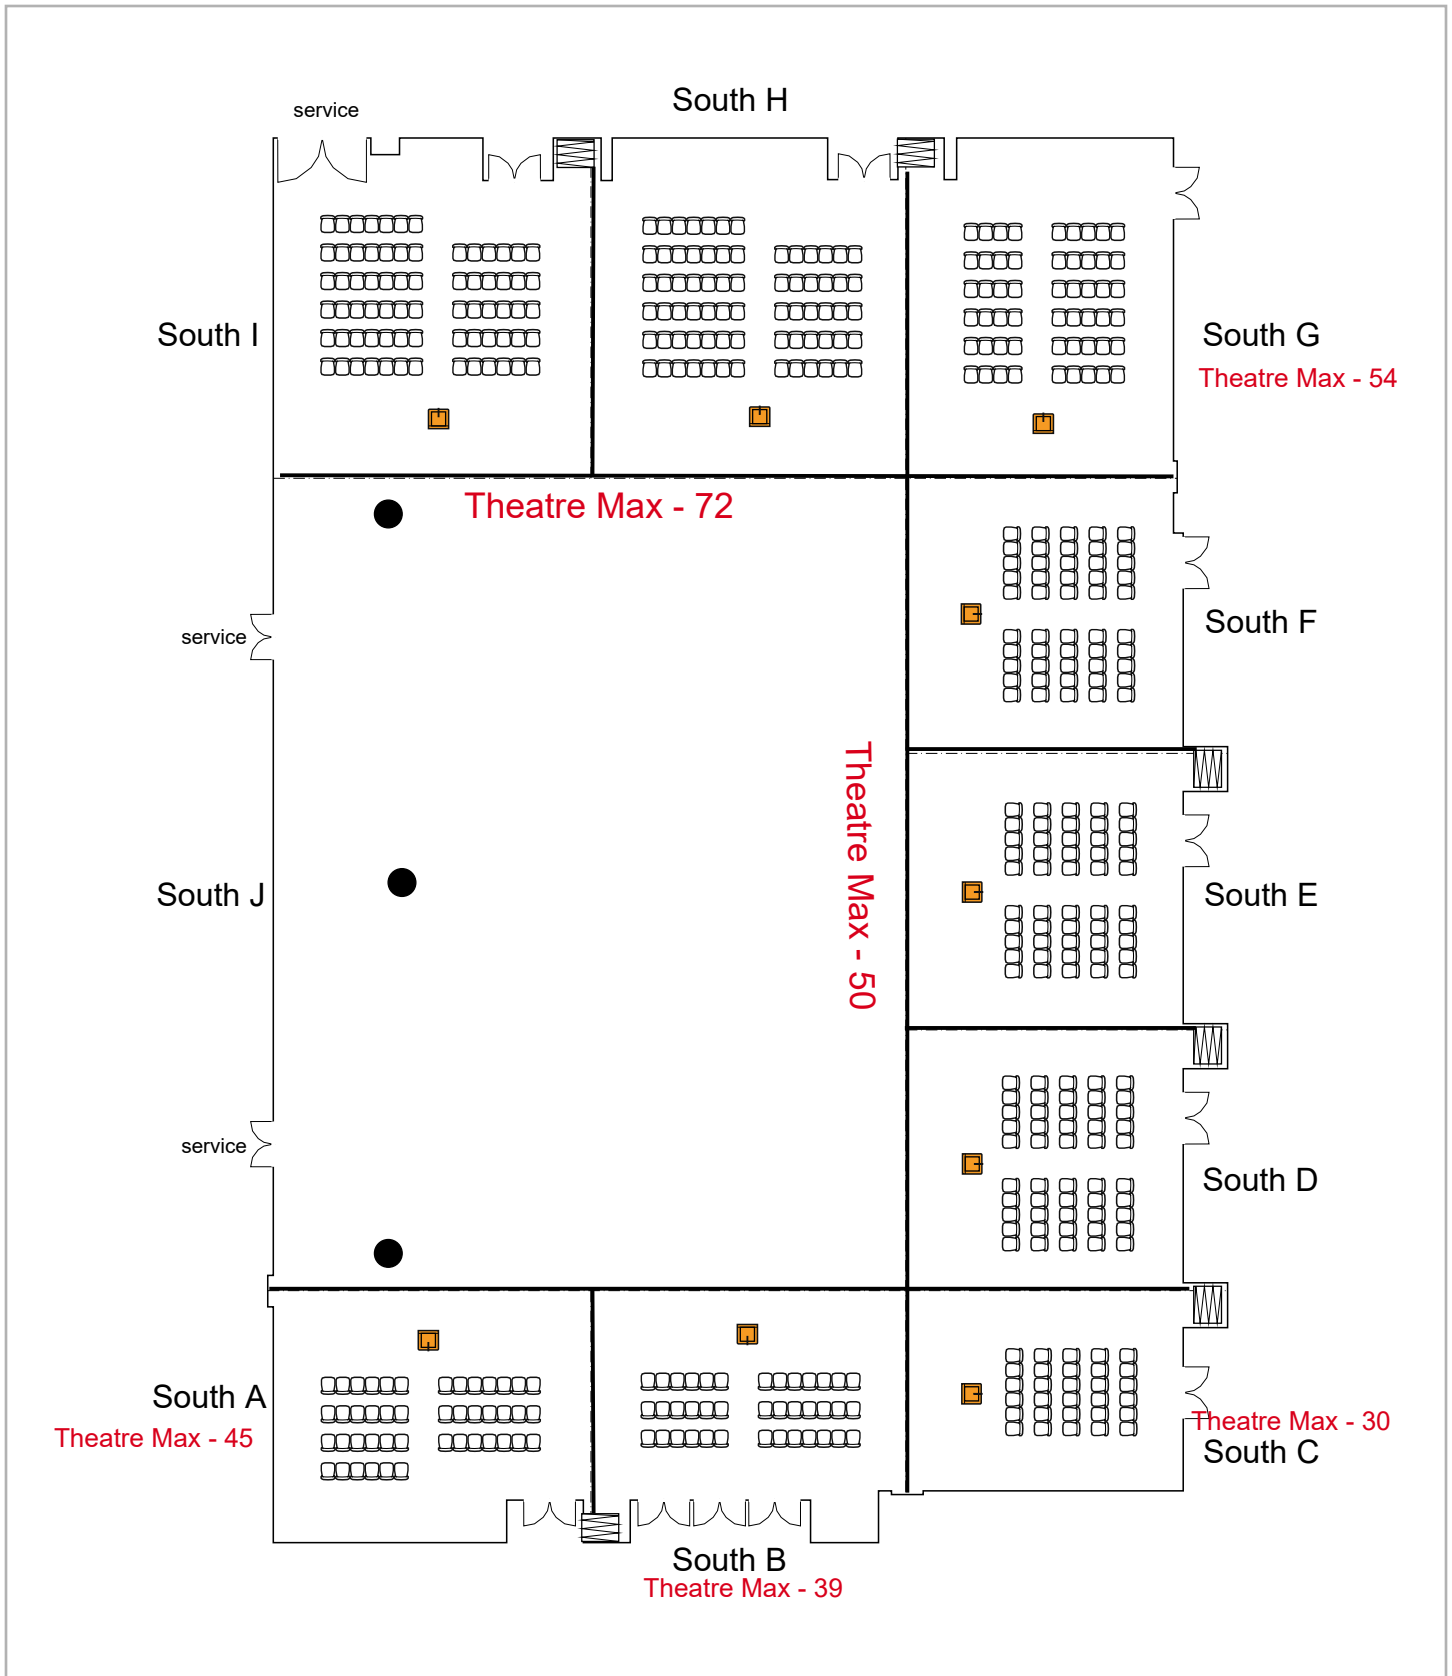 South H
service
South I
South G
Theatre Max - 54
Theatre Max - 72
South F
service
Theatre Max - 50
South J
South E
service
South D
South A
Theatre Max - 45
Theatre Max - 30
South C
South B
Theatre Max - 39